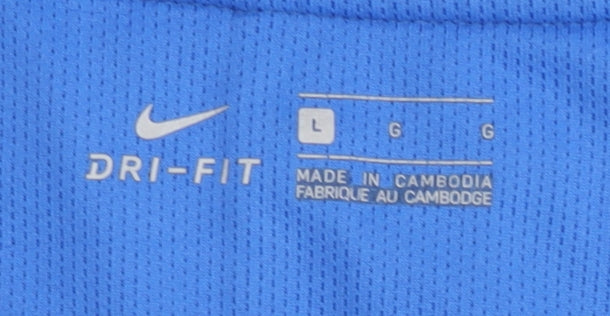 DRI-FIT
L G G
MADE IN CAMBODIA
FABRIQUE AU CAMBODGE